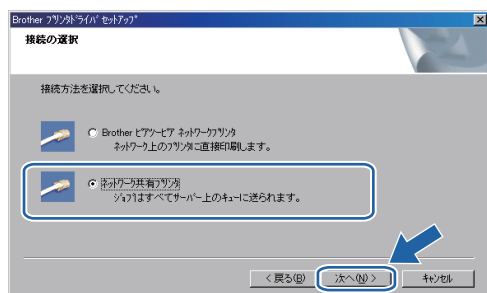 Brother プリンタドライバ セットアップ
接続の選択
接続方法を選択してください。
Brother ピアツーピア ネットワークプリンタ
ネットワーク上のプリンタに直接印刷します。
ネットワーク共有プリンタ
ジョブはすべてサーバー上のキューに送られます。
< 戻る(B) 次へ(N) > キャンセル